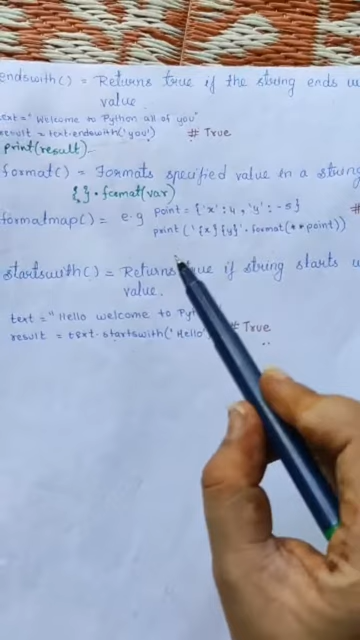 endswith() = Returns true if the string ends w
value.
text = "Welcome to Python all of you"
result = text.endswith('you') # True
print(result)
format() = Formats specified value in a string
{}.format(var)
formatmap() = e.g point = {'x':4, 'y':-5} #
print('{x}{y}'.format(**point))
startswith() = Returns true if string starts w
value.
text = "Hello welcome to Pyt
result = text.startswith('Hello') # True